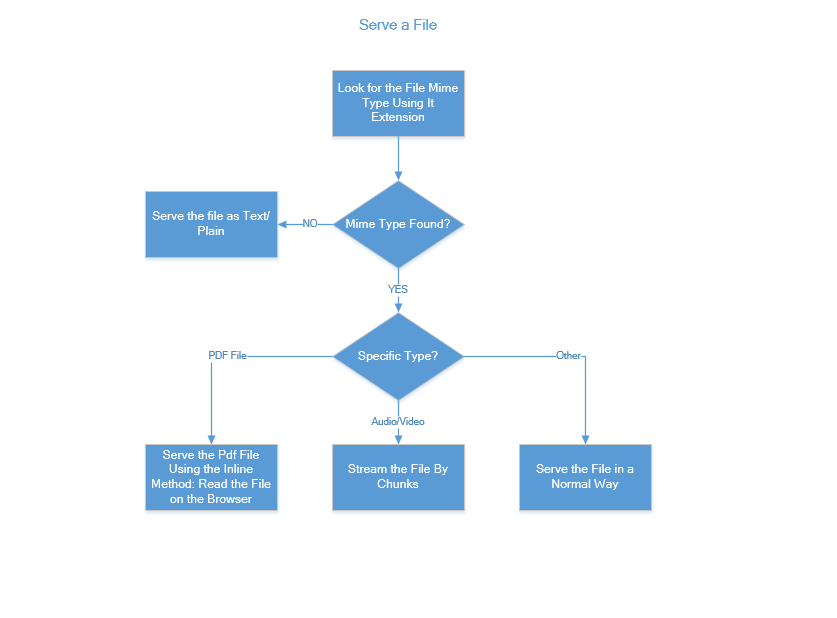 Serve a File
Look for the File Mime
Type Using It
Extension
Serve the file as Text/
Plain
NO
Mime Type Found?
YES
PDF File
Specific Type?
Other
Audio/Video
Serve the Pdf File
Using the Inline
Method: Read the File
on the Browser
Stream the File By
Chunks
Serve the File in a
Normal Way